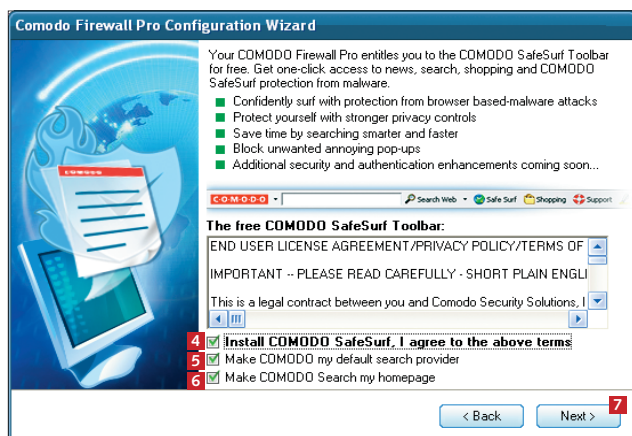 Comodo Firewall Pro Configuration Wizard
Your COMODO Firewall Pro entitles you to the COMODO SafeSurf Toolbar
for free. Get one-click access to news, search, shopping and COMODO
SafeSurf protection from malware.
Confidently surf with protection from browser based-malware attacks
Protect yourself with stronger privacy controls
Save time by searching smarter and faster
Block unwanted annoying pop-ups
Additional security and authentication enhancements coming soon...
COMODO
C·O·M·O·D·O Search Web Safe Surf Shopping Support
The free COMODO SafeSurf Toolbar:
END USER LICENSE AGREEMENT/PRIVACY POLICY/TERMS OF
IMPORTANT -- PLEASE READ CAREFULLY - SHORT PLAIN ENGLI
This is a legal contract between you and Comodo Security Solutions, I
4 Install COMODO SafeSurf, I agree to the above terms
5 Make COMODO my default search provider
6 Make COMODO Search my homepage
7
< Back Next >